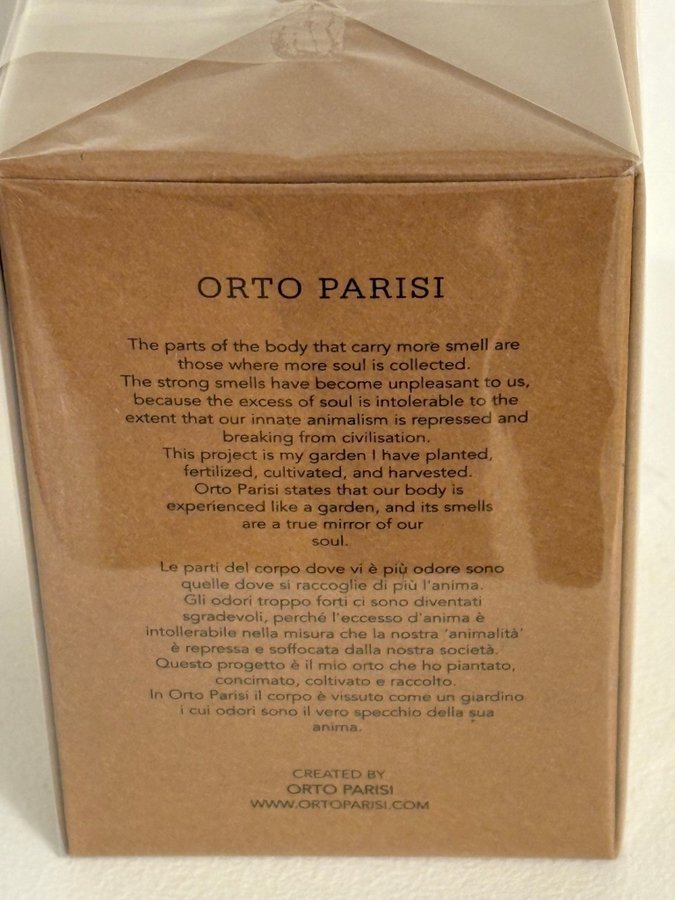 ORTO PARISI
The parts of the body that carry more smell are
those where more soul is collected.
The strong smells have become unpleasant to us,
because the excess of soul is intolerable to the
extent that our innate animalism is repressed and
breaking from civilisation.
This project is my garden I have planted,
fertilized, cultivated, and harvested.
Orto Parisi states that our body is
experienced like a garden, and its smells
are a true mirror of our
soul.
Le parti del corpo dove vi è più odore sono
quelle dove si raccoglie di più l'anima.
Gli odori troppo forti ci sono diventati
sgradevoli, perché l'eccesso d'anima è
intollerabile nella misura che la nostra 'animalità'
è repressa e soffocata dalla nostra società.
Questo progetto è il mio orto che ho piantato,
concimato, coltivato e raccolto.
In Orto Parisi il corpo è vissuto come un giardino
i cui odori sono il vero specchio della sua
anima.
CREATED BY
ORTO PARISI
WWW.ORTOPARISI.COM